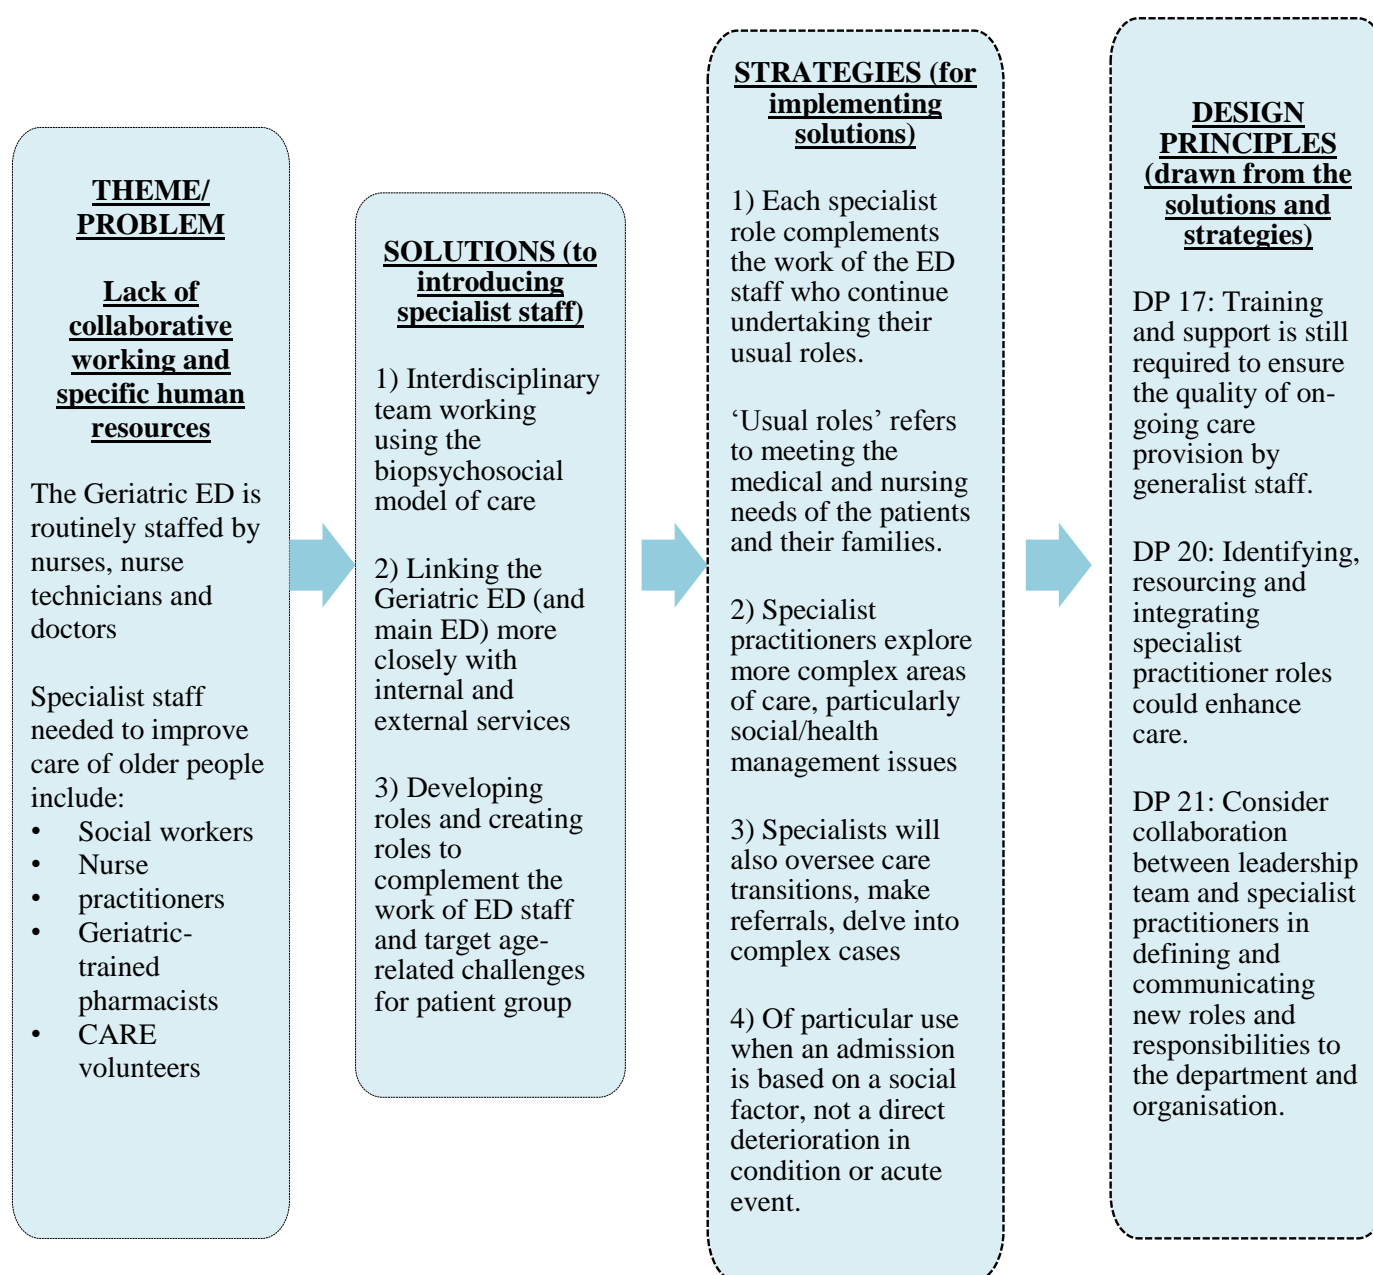 THEME/
PROBLEM
Lack of
collaborative
working and
specific human
resources
The Geriatric ED is
routinely staffed by
nurses, nurse
technicians and
doctors
Specialist staff
needed to improve
care of older people
include:
• Social workers
• Nurse
• practitioners
• Geriatric-
trained
pharmacists
• CARE
volunteers
SOLUTIONS (to
introducing
specialist staff)
1) Interdisciplinary
team working
using the
biopsychosocial
model of care
2) Linking the
Geriatric ED (and
main ED) more
closely with
internal and
external services
3) Developing
roles and creating
roles to
complement the
work of ED staff
and target age-
related challenges
for patient group
STRATEGIES (for
implementing
solutions)
1) Each specialist
role complements
the work of the ED
staff who continue
undertaking their
usual roles.
‘Usual roles’ refers
to meeting the
medical and nursing
needs of the patients
and their families.
2) Specialist
practitioners explore
more complex areas
of care, particularly
social/health
management issues
3) Specialists will
also oversee care
transitions, make
referrals, delve into
complex cases
4) Of particular use
when an admission
is based on a social
factor, not a direct
deterioration in
condition or acute
event.
DESIGN
PRINCIPLES
(drawn from the
solutions and
strategies)
DP 17: Training
and support is still
required to ensure
the quality of on-
going care
provision by
generalist staff.
DP 20: Identifying,
resourcing and
integrating
specialist
practitioner roles
could enhance
care.
DP 21: Consider
collaboration
between leadership
team and specialist
practitioners in
defining and
communicating
new roles and
responsibilities to
the department and
organisation.